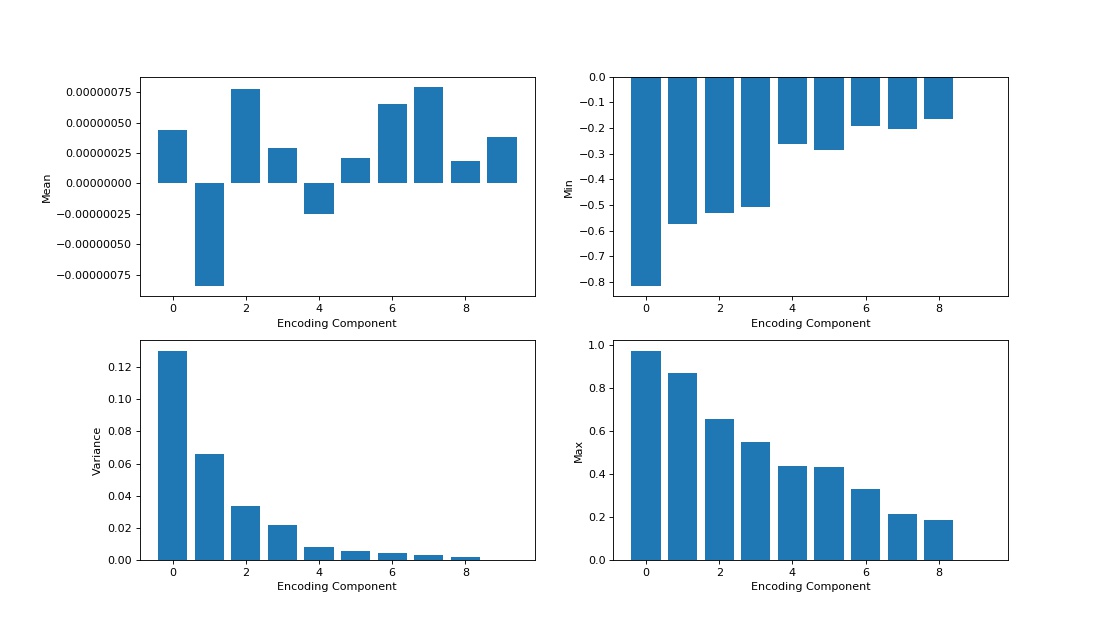 0.00000075
0.00000050
0.00000025
0.00000000
−0.00000025
−0.00000050
−0.00000075
Mean
0 2 4 6 8
Encoding Component
0.0
−0.1
−0.2
−0.3
−0.4
−0.5
−0.6
−0.7
−0.8
Min
0 2 4 6 8
Encoding Component
0.12
0.10
0.08
0.06
0.04
0.02
0.00
Variance
0 2 4 6 8
Encoding Component
1.0
0.8
0.6
0.4
0.2
0.0
Max
0 2 4 6 8
Encoding Component